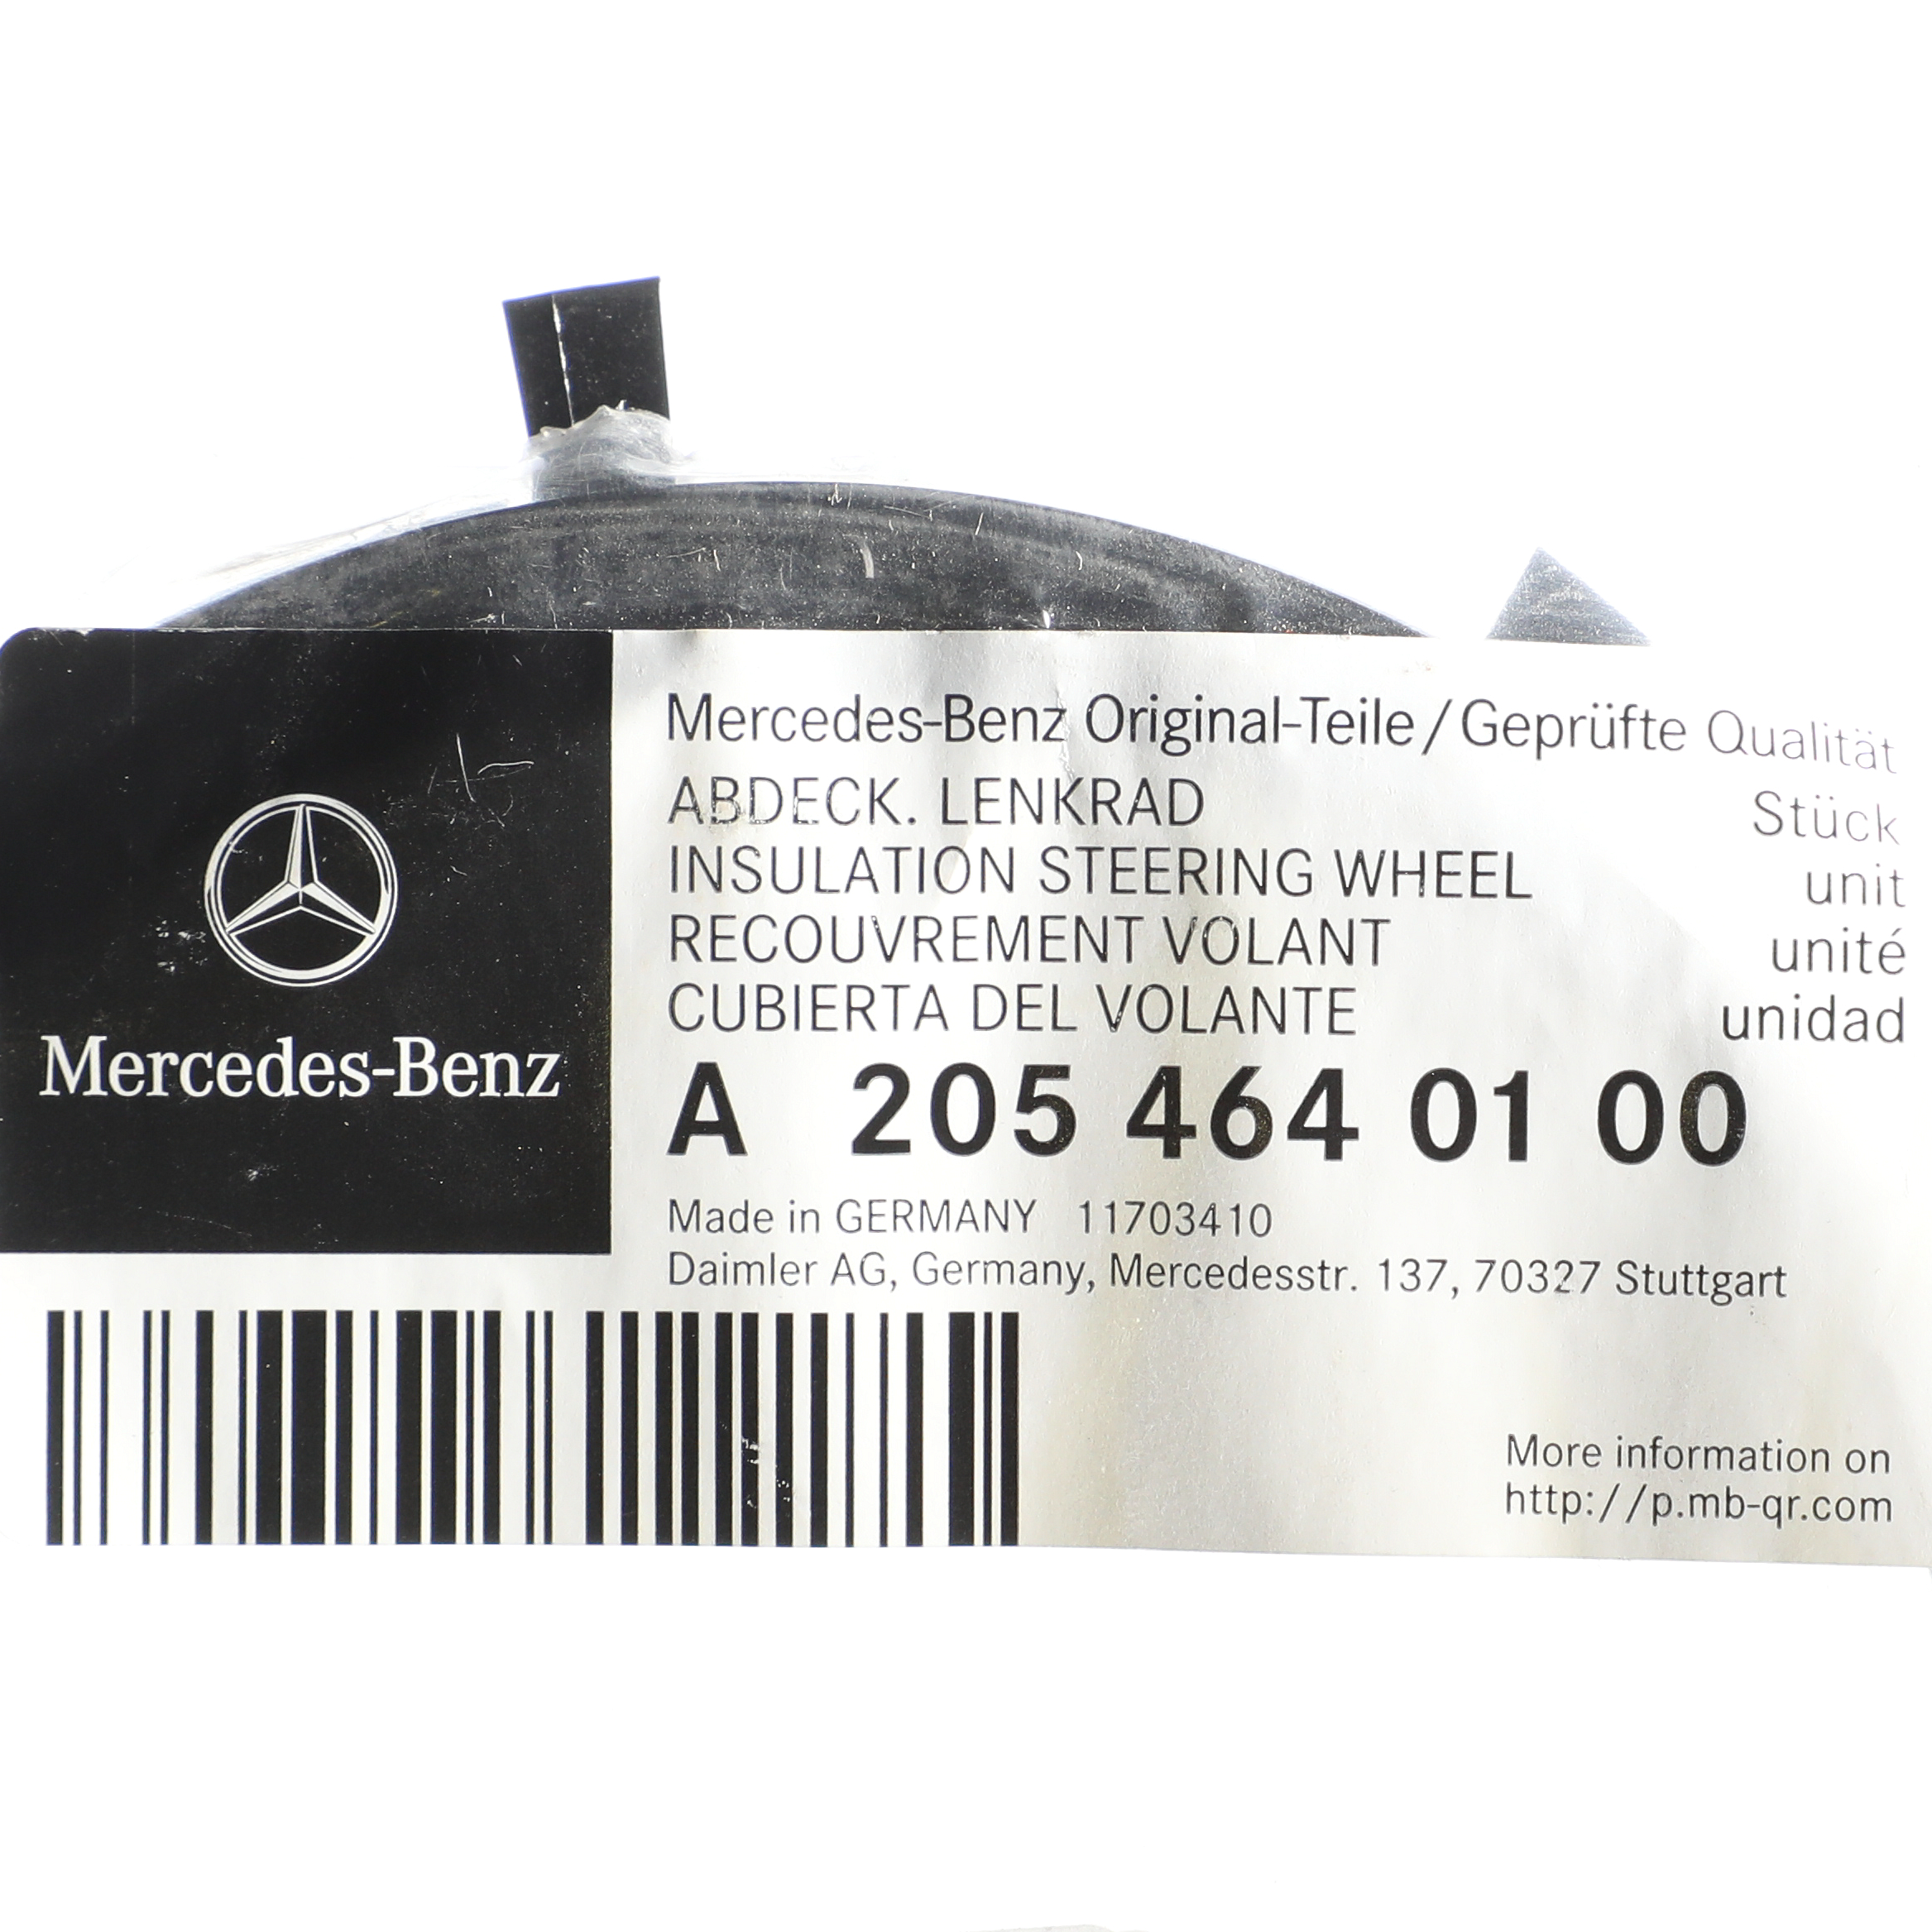 Mercedes-Benz
Mercedes-Benz Original-Teile/Geprüfte Qualität
ABDECK. LENKRAD Stück
INSULATION STEERING WHEEL unit
RECOUVREMENT VOLANT unité
CUBIERTA DEL VOLANTE unidad
A 205 464 01 00
Made in GERMANY 11703410
Daimler AG, Germany, Mercedesstr. 137, 70327 Stuttgart
More information on
http://p.mb-qr.com